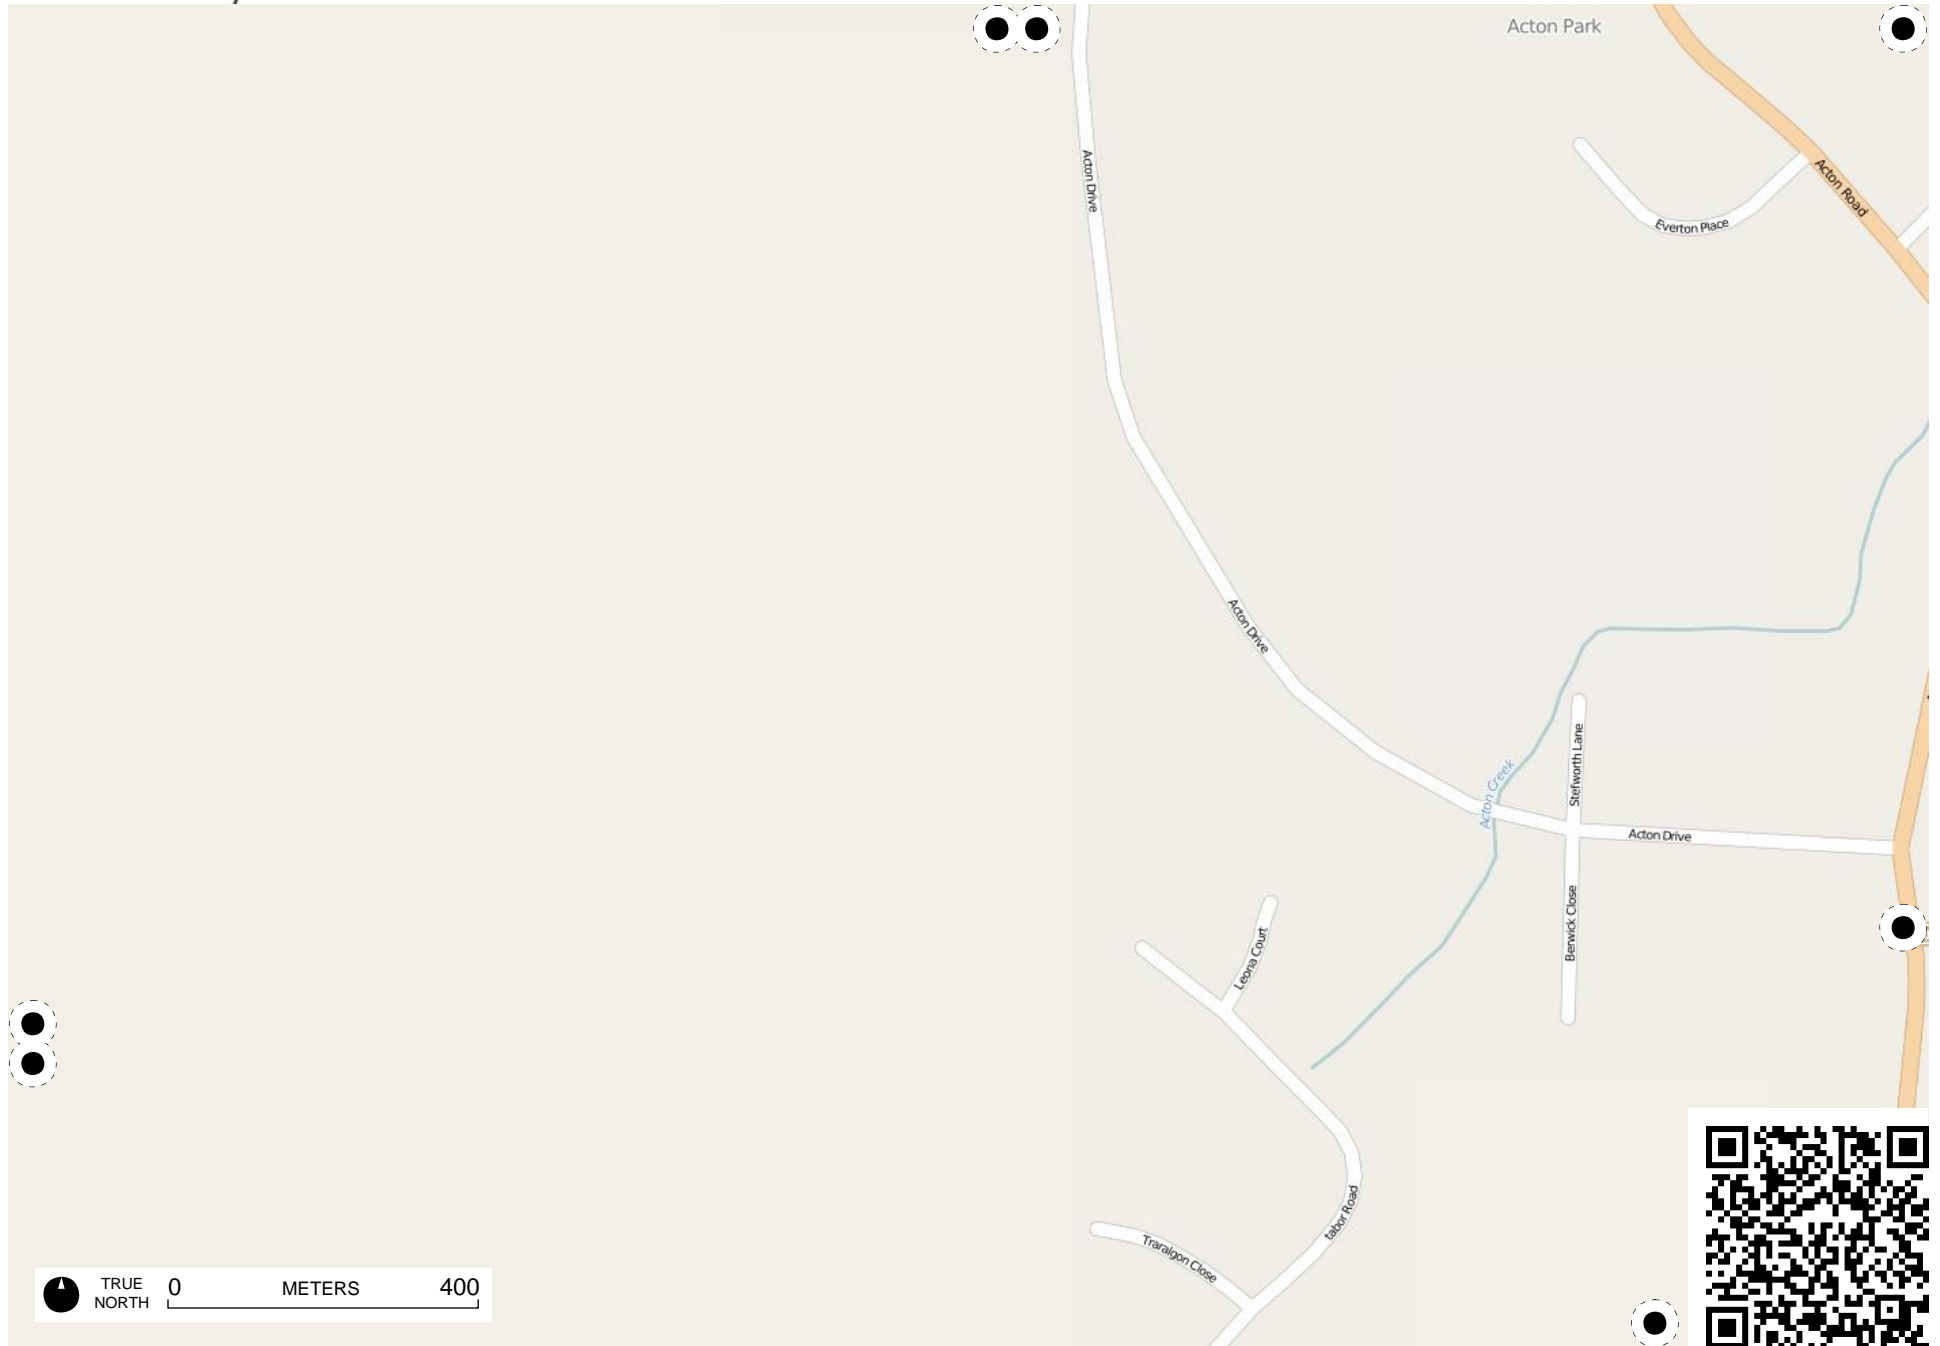 Acton Park
Acton Drive
Acton Road
Everton Place
Acton Drive
Stefworth Lane
Acton Creek
Acton Drive
Berwick Close
Leona Court
tabor Road
Traralgon Close
TRUE
NORTH
0 METERS 400